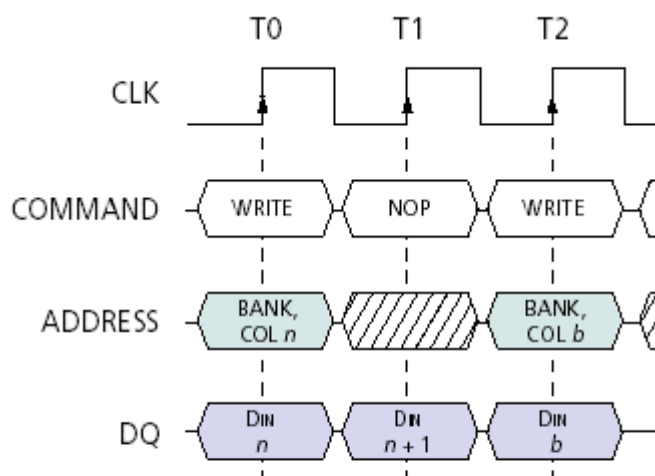 T0 T1 T2
CLK
COMMAND WRITE NOP WRITE
ADDRESS BANK, COL n BANK, COL b
DQ DIN n DIN n + 1 DIN b